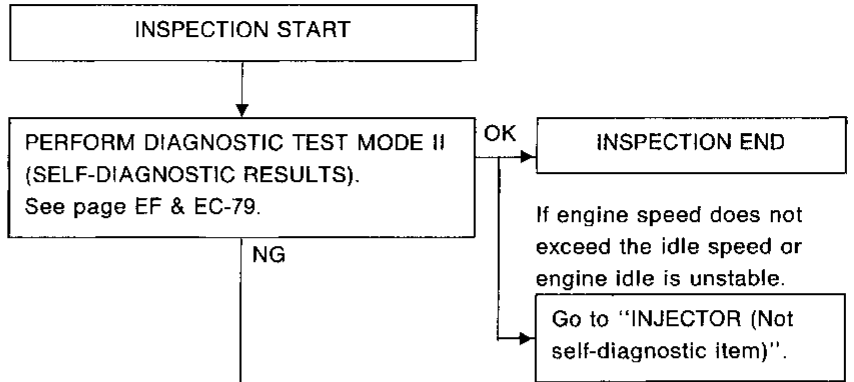 INSPECTION START
PERFORM DIAGNOSTIC TEST MODE II
(SELF-DIAGNOSTIC RESULTS).
See page EF & EC-79.
OK
INSPECTION END
NG
If engine speed does not
exceed the idle speed or
engine idle is unstable.
Go to "INJECTOR (Not
self-diagnostic item)".